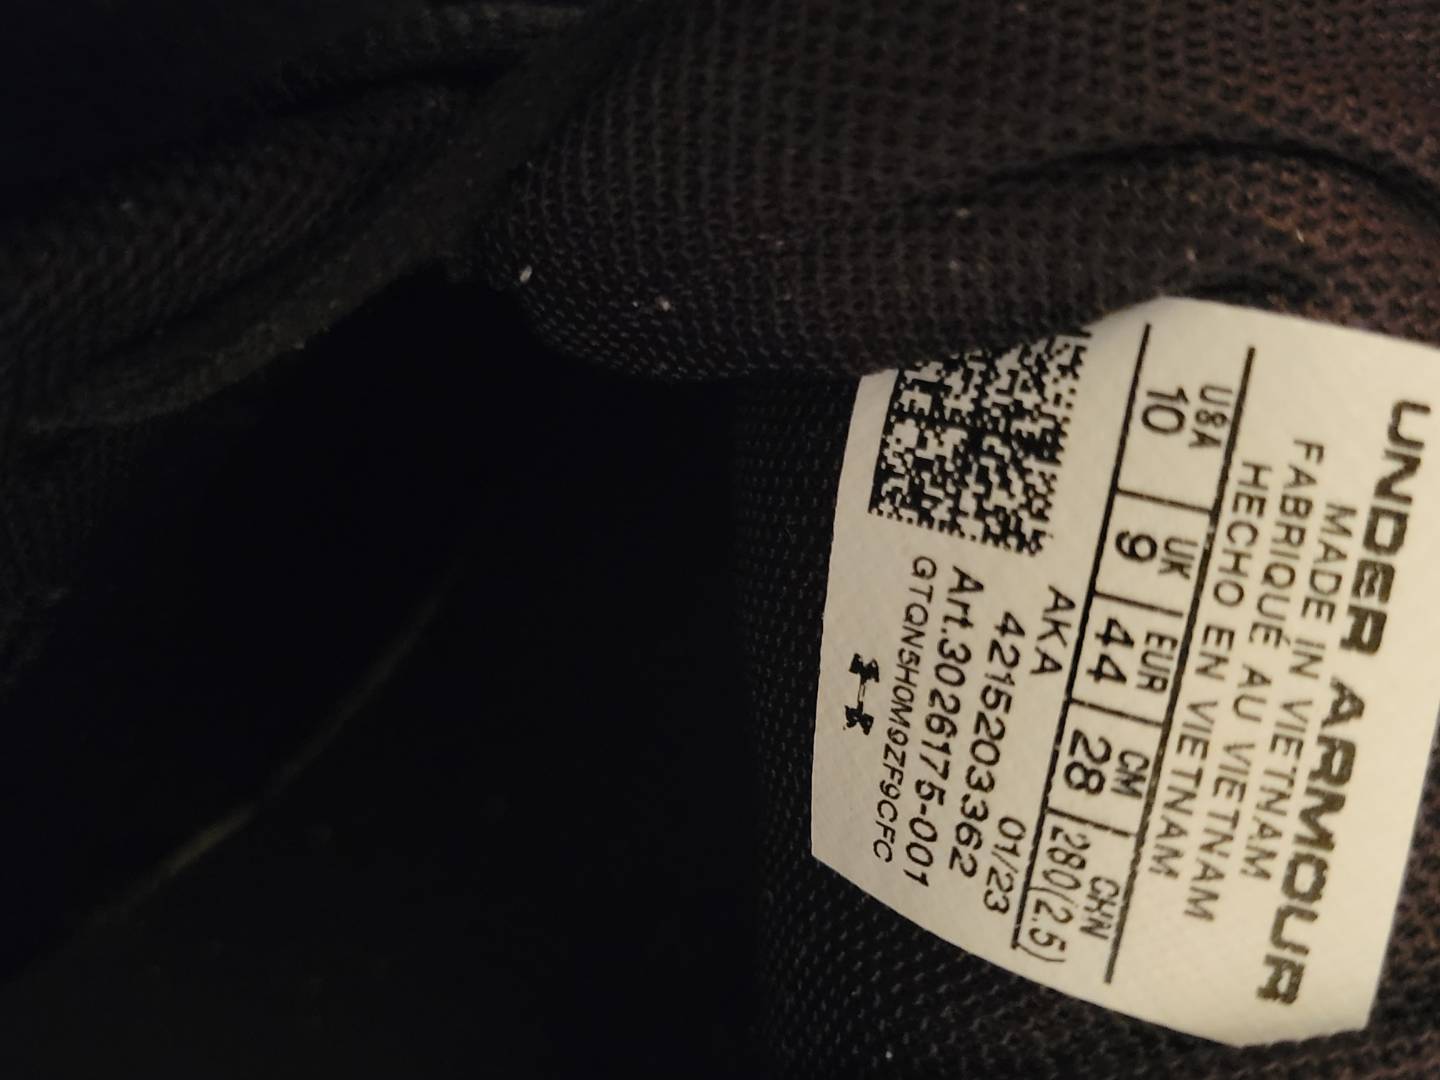 UNDER ARMOUR
MADE IN VIETNAM
FABRIQUÉ AU VIETNAM
HECHO EN VIETNAM
USA UK EUR CM CHN
10 9 44 28 280(2.5)
AKA 01/23
4215203362
Art.3026175-001
GTQN5H0M9ZF9CFC